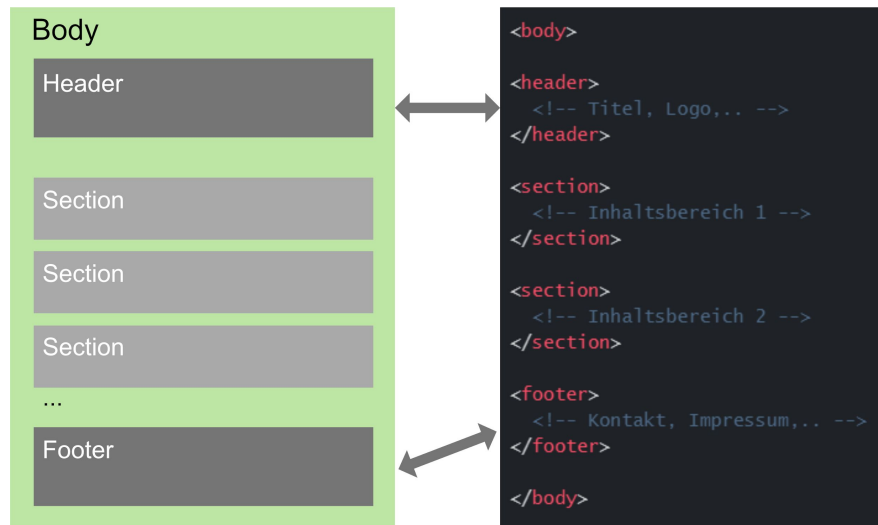 Body
Header
Section
Section
Section
...
Footer
<body>
<header>
<!-- Titel, Logo,.. -->
</header>
<section>
<!-- Inhaltsbereich 1 -->
</section>
<section>
<!-- Inhaltsbereich 2 -->
</section>
<footer>
<!-- Kontakt, Impressum,.. -->
</footer>
</body>